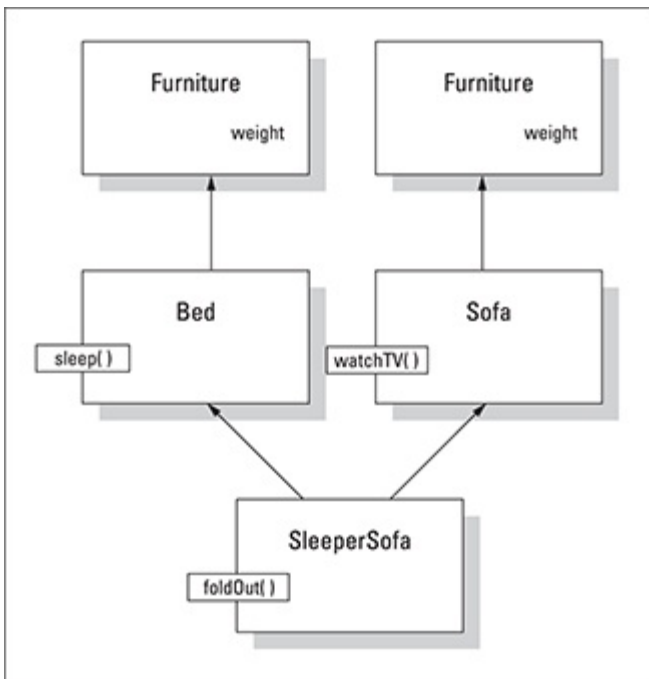 Furniture
weight
Furniture
weight
Bed
sleep( )
Sofa
watchTV( )
SleeperSofa
foldOut( )